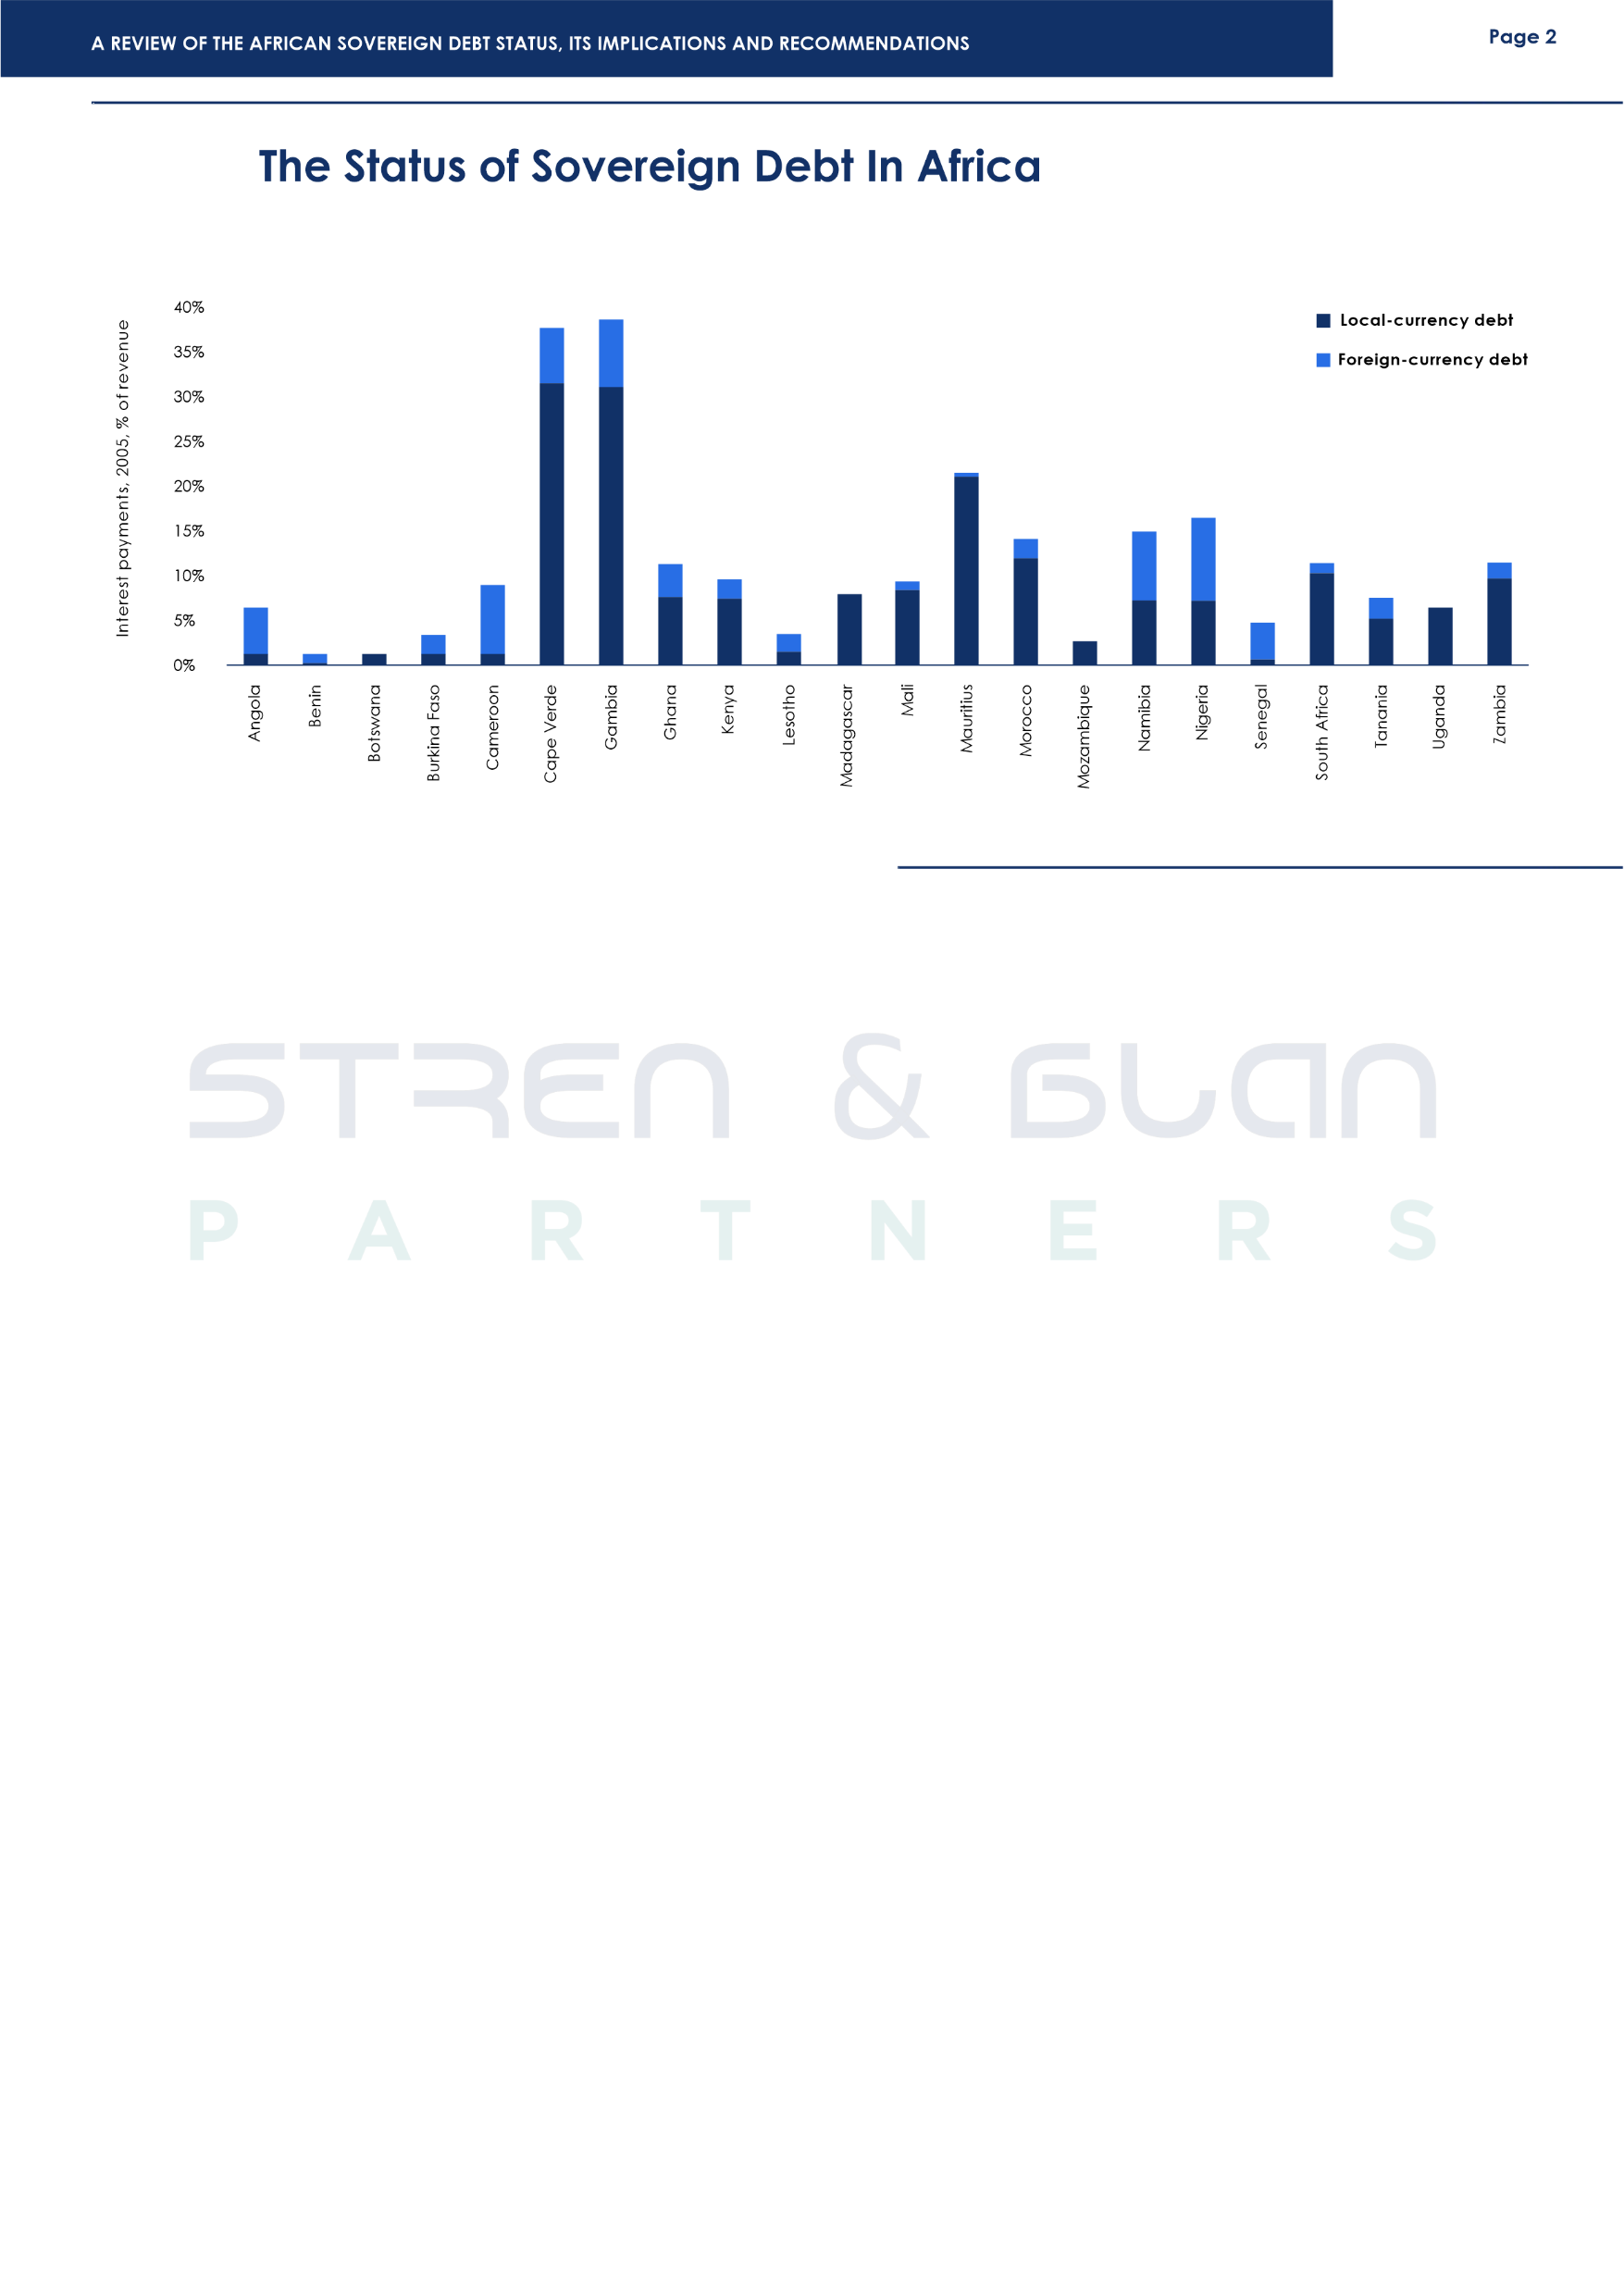 A REVIEW OF THE AFRICAN SOVEREIGN DEBT STATUS, ITS IMPLICATIONS AND RECOMMENDATIONS
Page 2
The Status of Sovereign Debt In Africa
Interest payments, 2005, % of revenue
40%
35%
30%
25%
20%
15%
10%
5%
0%
Local-currency debt
Foreign-currency debt
Angola
Benin
Botswana
Burkina Faso
Cameroon
Cape Verde
Gambia
Ghana
Kenya
Lesotho
Madagascar
Mali
Mauritius
Morocco
Mozambique
Namibia
Nigeria
Senegal
South Africa
Tanania
Uganda
Zambia
STREN & BLAN
PARTNERS